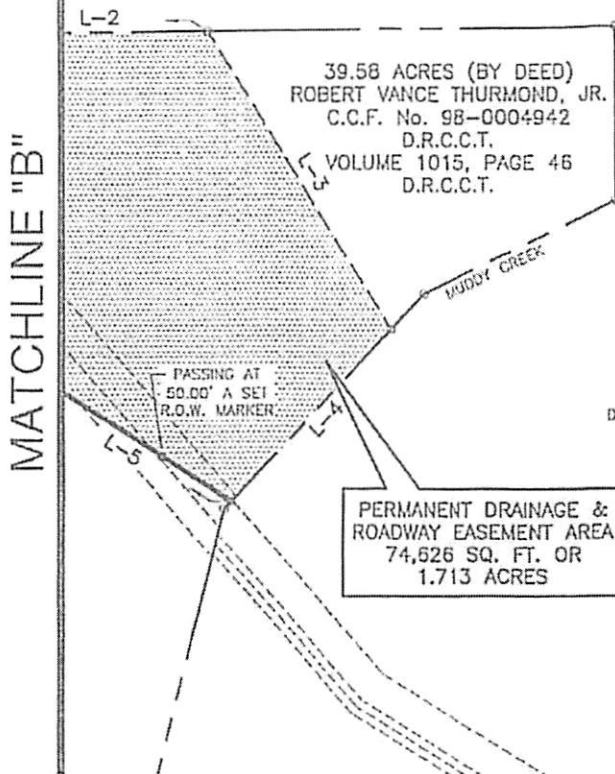 L-2
39.58 ACRES (BY DEED)
ROBERT VANCE THURMOND, JR.
C.C.F. No. 98-0004942
D.R.C.C.T.
VOLUME 1015, PAGE 46
D.R.C.C.T.
L-3
MUDDY CREEK
MATCHLINE "B"
PASSING AT
50.00' A SET
R.O.W. MARKER
L-4
L-5
D
PERMANENT DRAINAGE &
ROADWAY EASEMENT AREA
74,626 SQ. FT. OR
1.713 ACRES